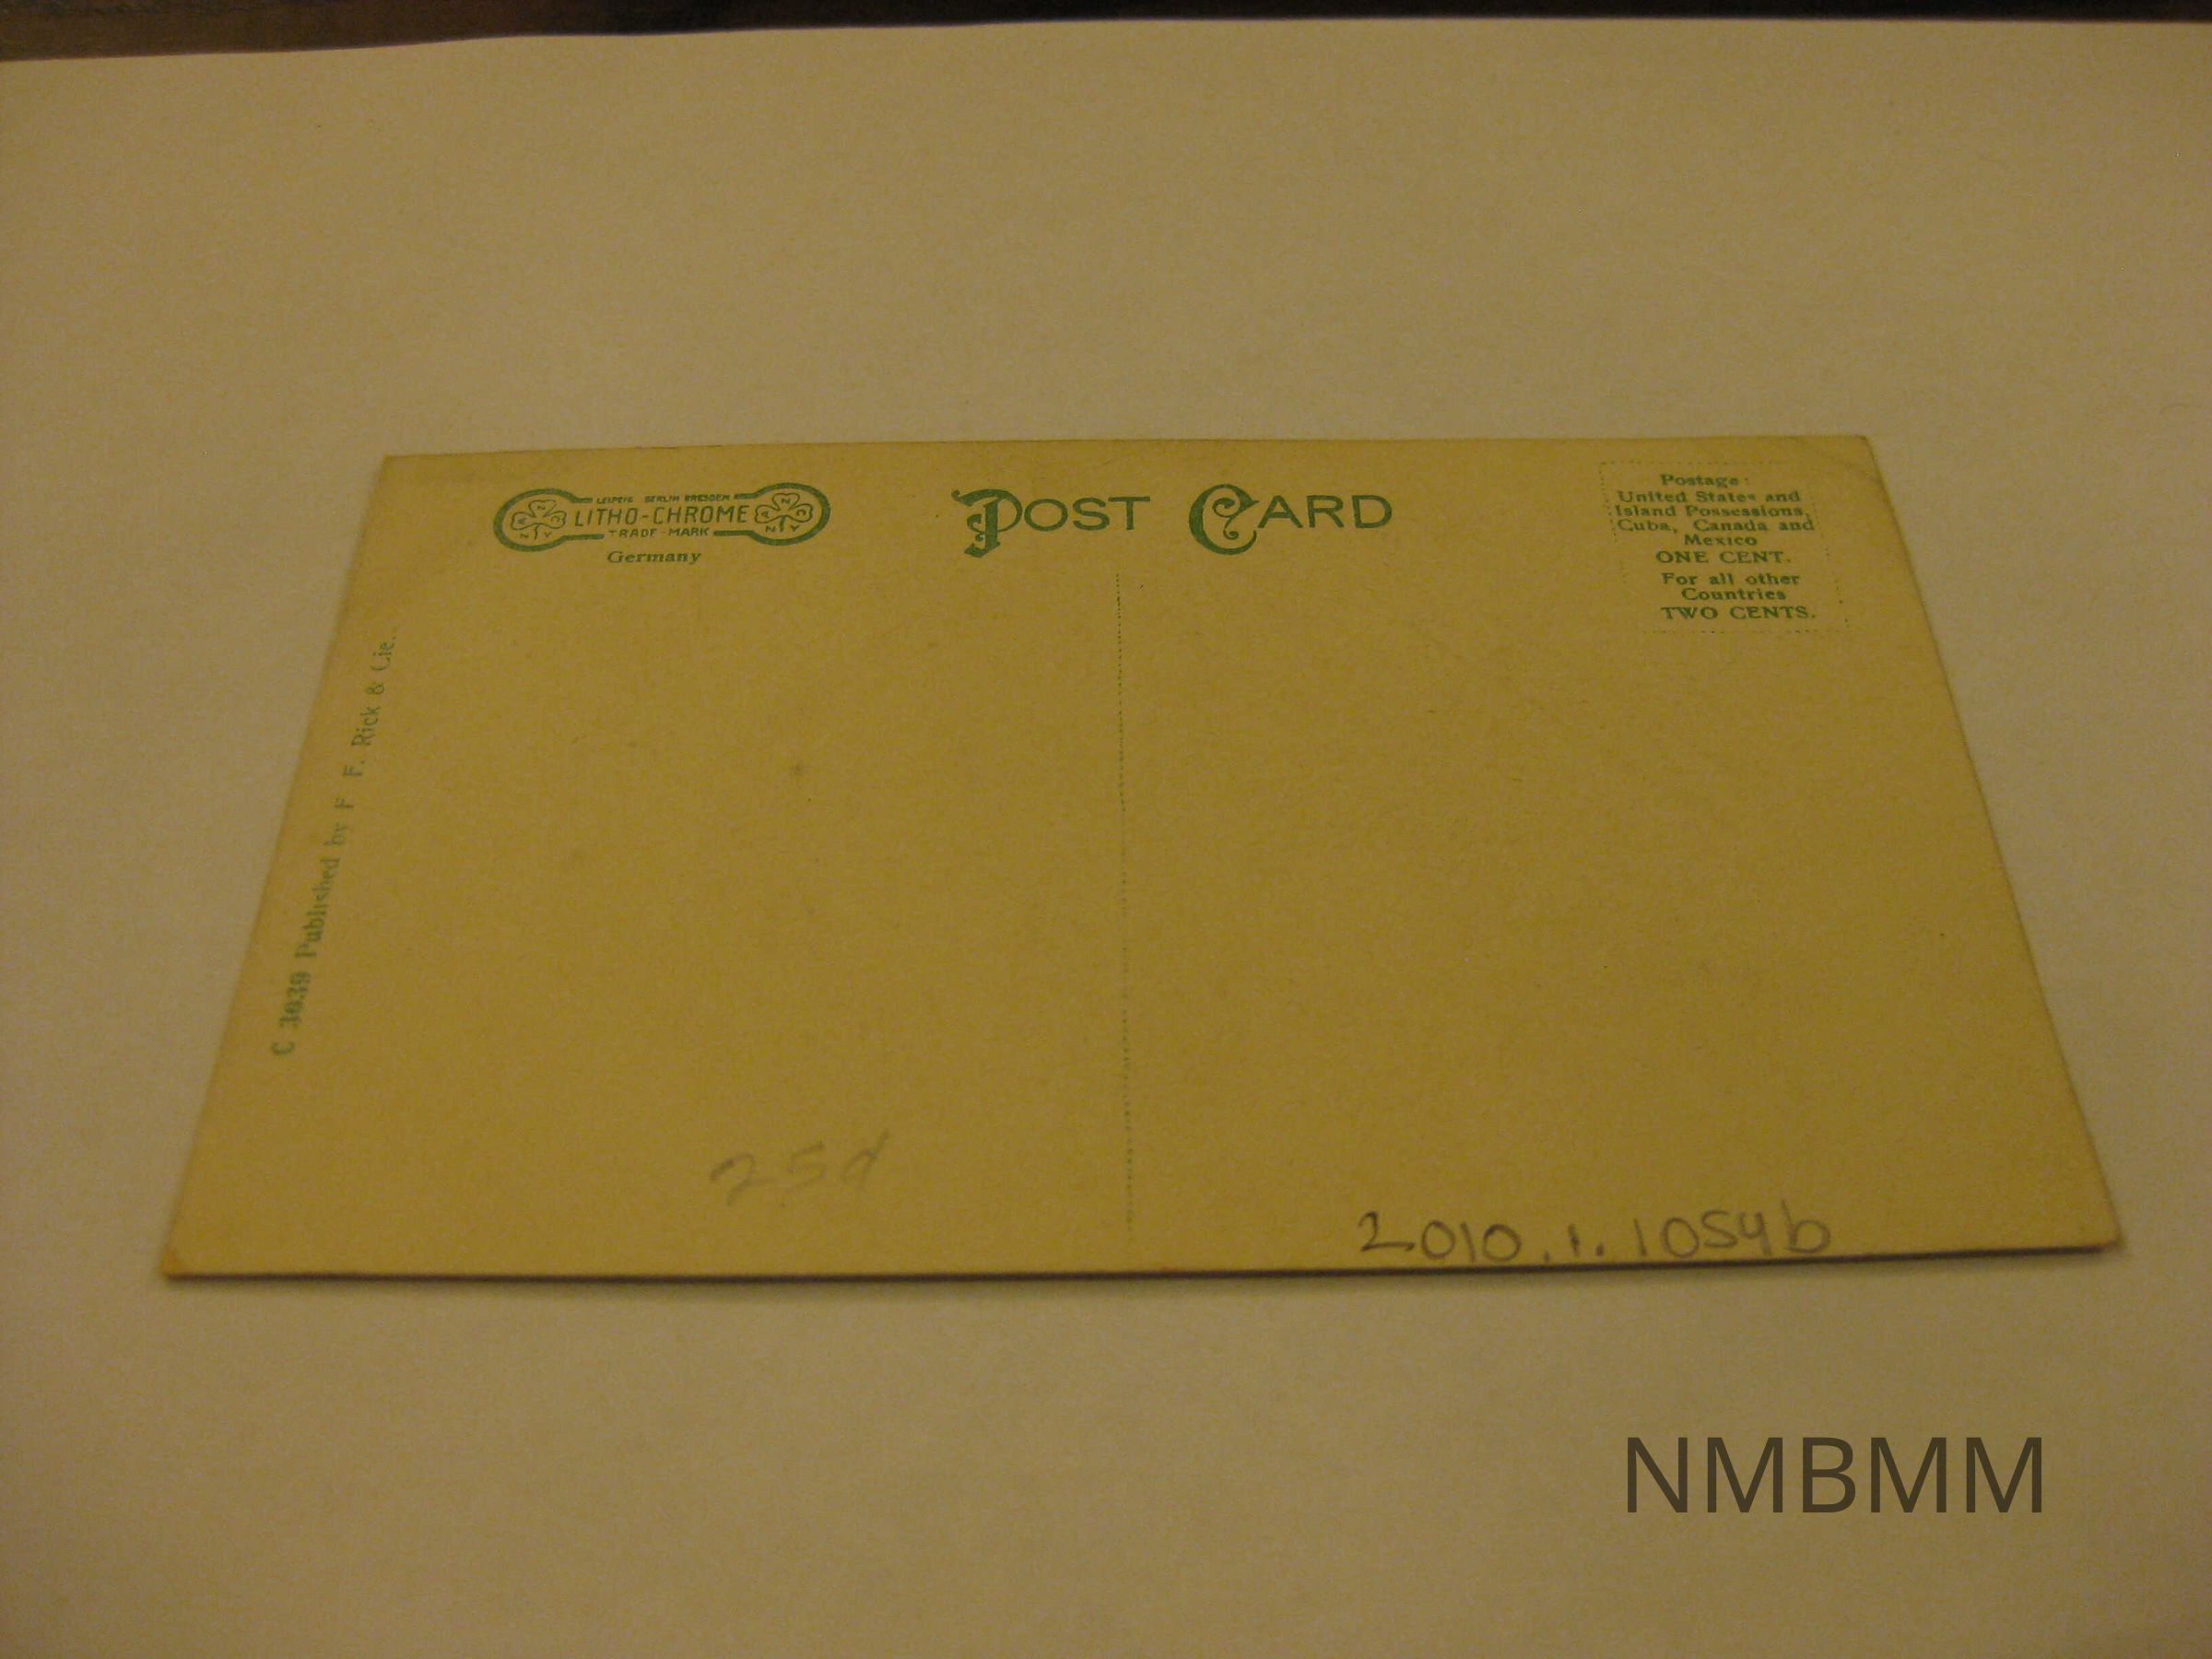 LEIPZIG BERLIN DRESDEN
LITHO-CHROME
TRADE-MARK
Germany
POST CARD
Postage:
United States and
Island Possessions,
Cuba, Canada and
Mexico
ONE CENT.
For all other
Countries
TWO CENTS.
C 3039 Published by F. F. Rick & Cie.
25¢
2010.1.1054b
NMBMM